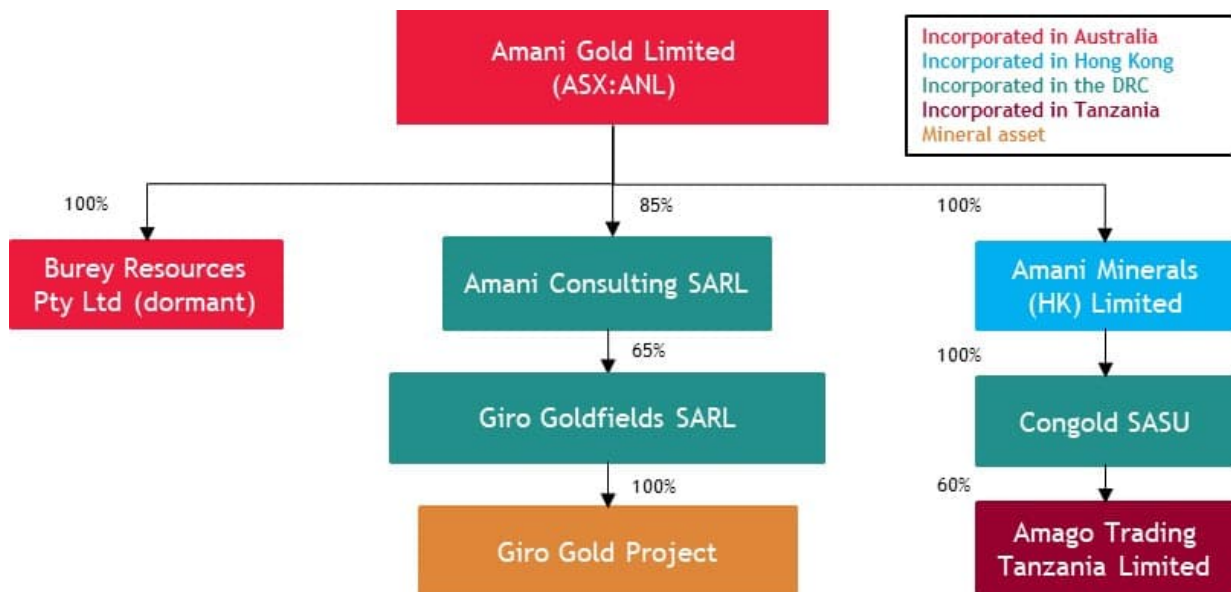 Amani Gold Limited
(ASX:ANL)
Incorporated in Australia
Incorporated in Hong Kong
Incorporated in the DRC
Incorporated in Tanzania
Mineral asset
100%
85%
100%
Burey Resources
Pty Ltd (dormant)
Amani Consulting SARL
Amani Minerals
(HK) Limited
65%
100%
Giro Goldfields SARL
Congold SASU
100%
60%
Giro Gold Project
Amago Trading
Tanzania Limited